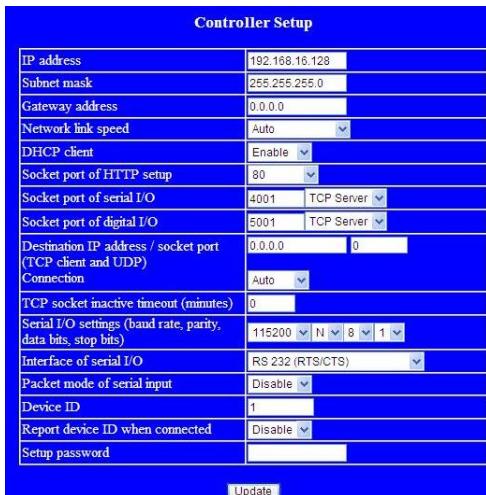 Controller Setup
IP address 192.168.16.128
Subnet mask 255.255.255.0
Gateway address 0.0.0.0
Network link speed Auto
DHCP client Enable
Socket port of HTTP setup 80
Socket port of serial I/O 4001 TCP Server
Socket port of digital I/O 5001 TCP Server
Destination IP address / socket port 0.0.0.0 0
(TCP client and UDP)
Connection Auto
TCP socket inactive timeout (minutes) 0
Serial I/O settings (baud rate, parity, 115200 N 8 1
data bits, stop bits)
Interface of serial I/O RS 232 (RTS/CTS)
Packet mode of serial input Disable
Device ID 1
Report device ID when connected Disable
Setup password
Update